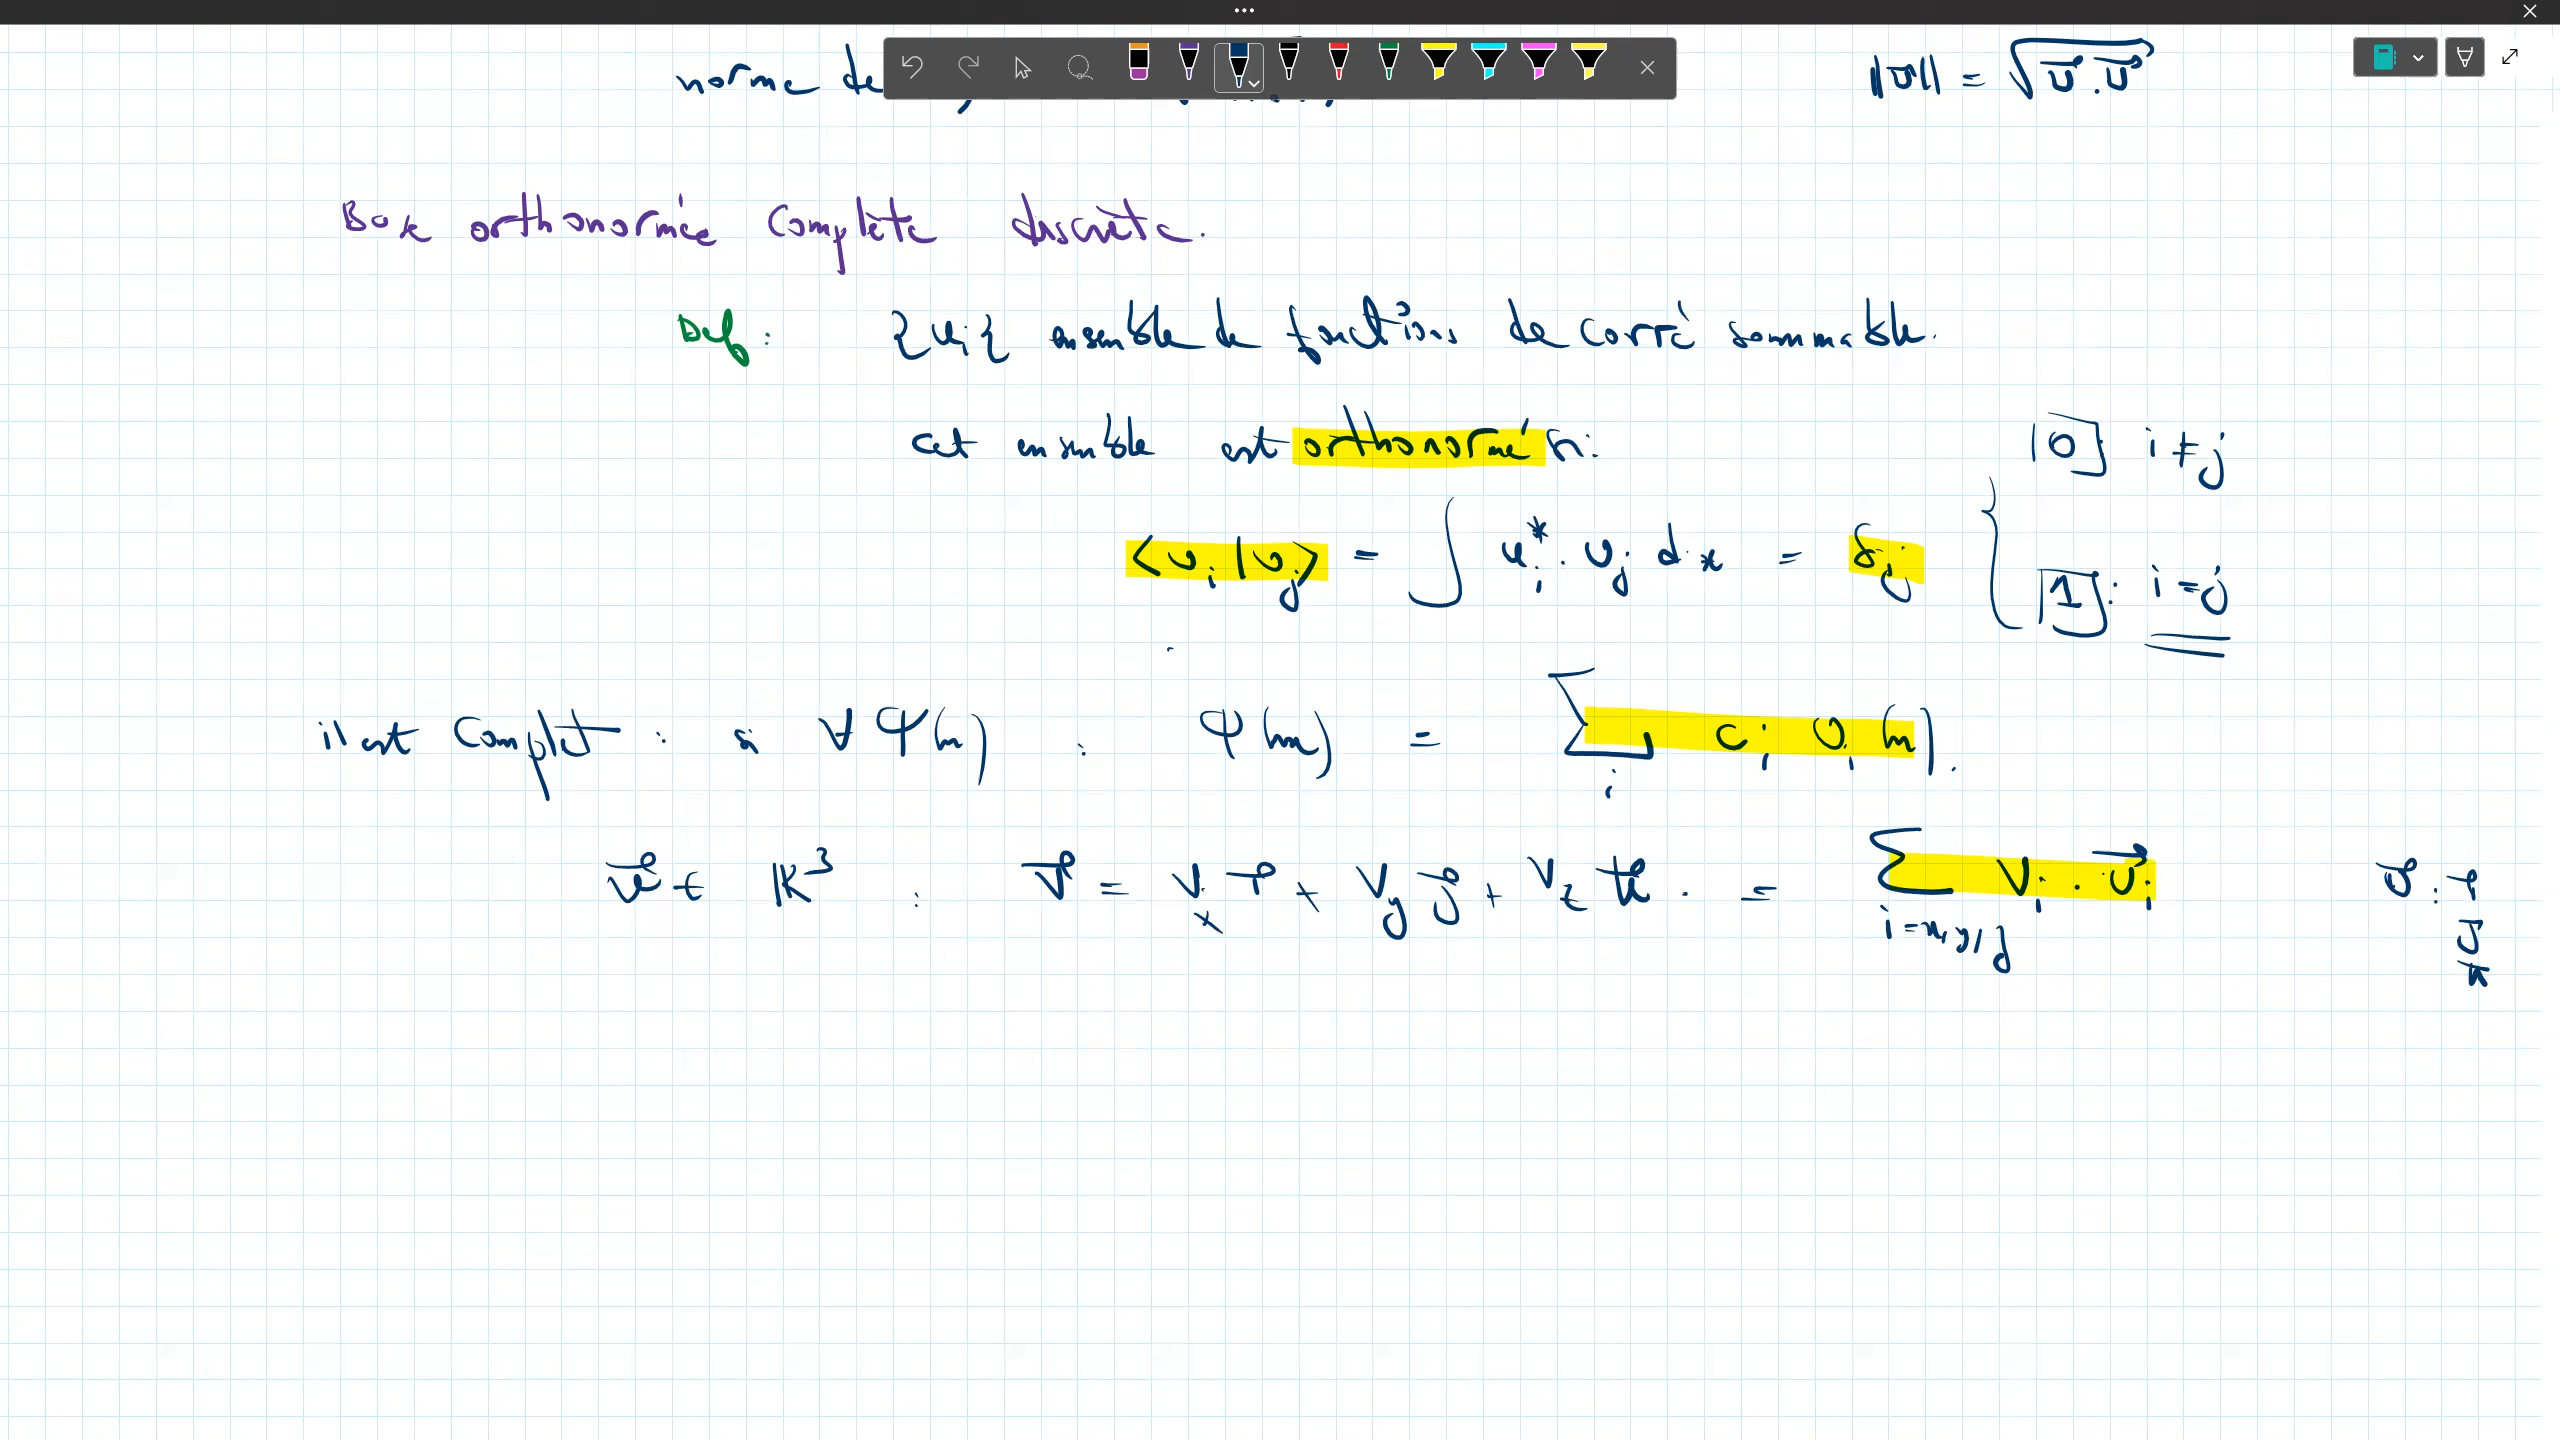 norme de
||v|| = √(v⃗ . v⃗)
Base orthonormée complète discrète.
Def : {ui} ensemble de fonctions de carré sommable.
cet ensemble est orthonormé si :
<ui | uj> = ∫ ui* . uj dx = δij { 0 i ≠ j
1 : i = j
il est complet : si ∀ Ψ(x) : Ψ(x) = Σi ci ui(x).
v⃗ ∈ IR³ : v⃗ = Vx i⃗ + Vy j⃗ + Vz k⃗ . = Σ i=x,y,z Vi . u⃗i
u⃗ : i⃗
j⃗
k⃗